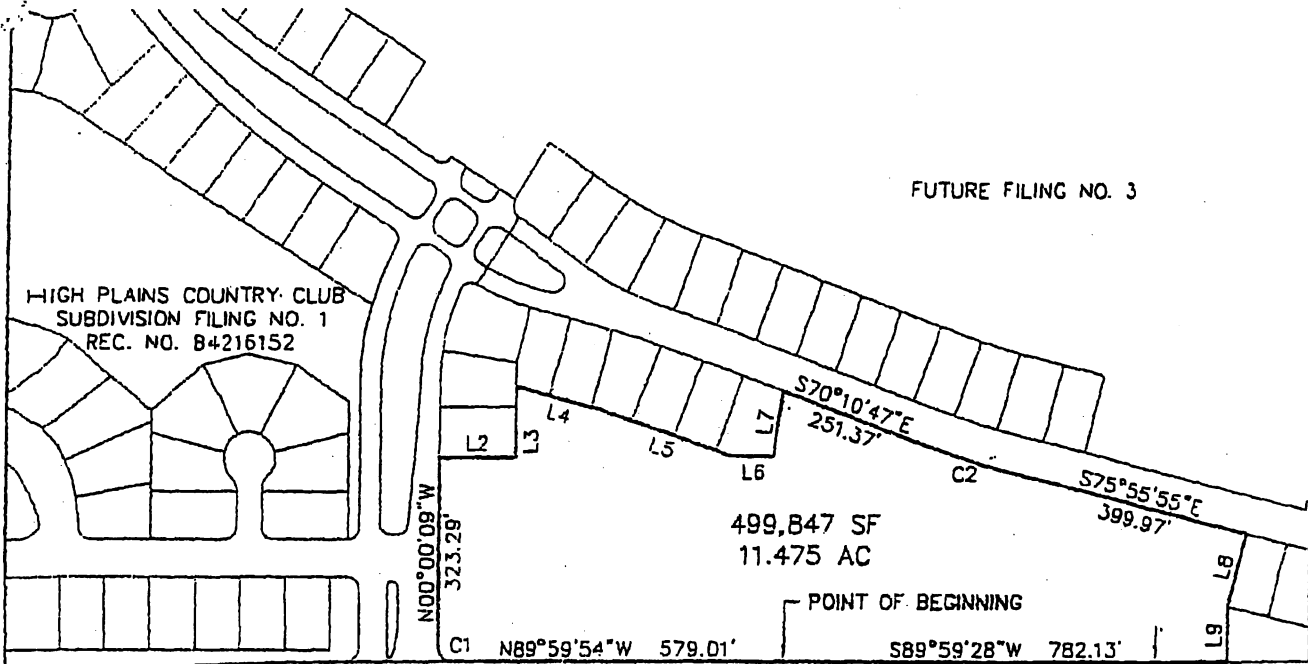 FUTURE FILING NO. 3
HIGH PLAINS COUNTRY CLUB
SUBDIVISION FILING NO. 1
REC. NO. B4216152
L2
L3
L4
L5
L6
L7
S70°10'47"E
251.37'
C2
S75°55'55"E
399.97'
N00°00'09"W
323.29'
499,847 SF
11.475 AC
L8
L9
POINT OF BEGINNING
C1 N89°59'54"W 579.01'
S89°59'28"W 782.13'